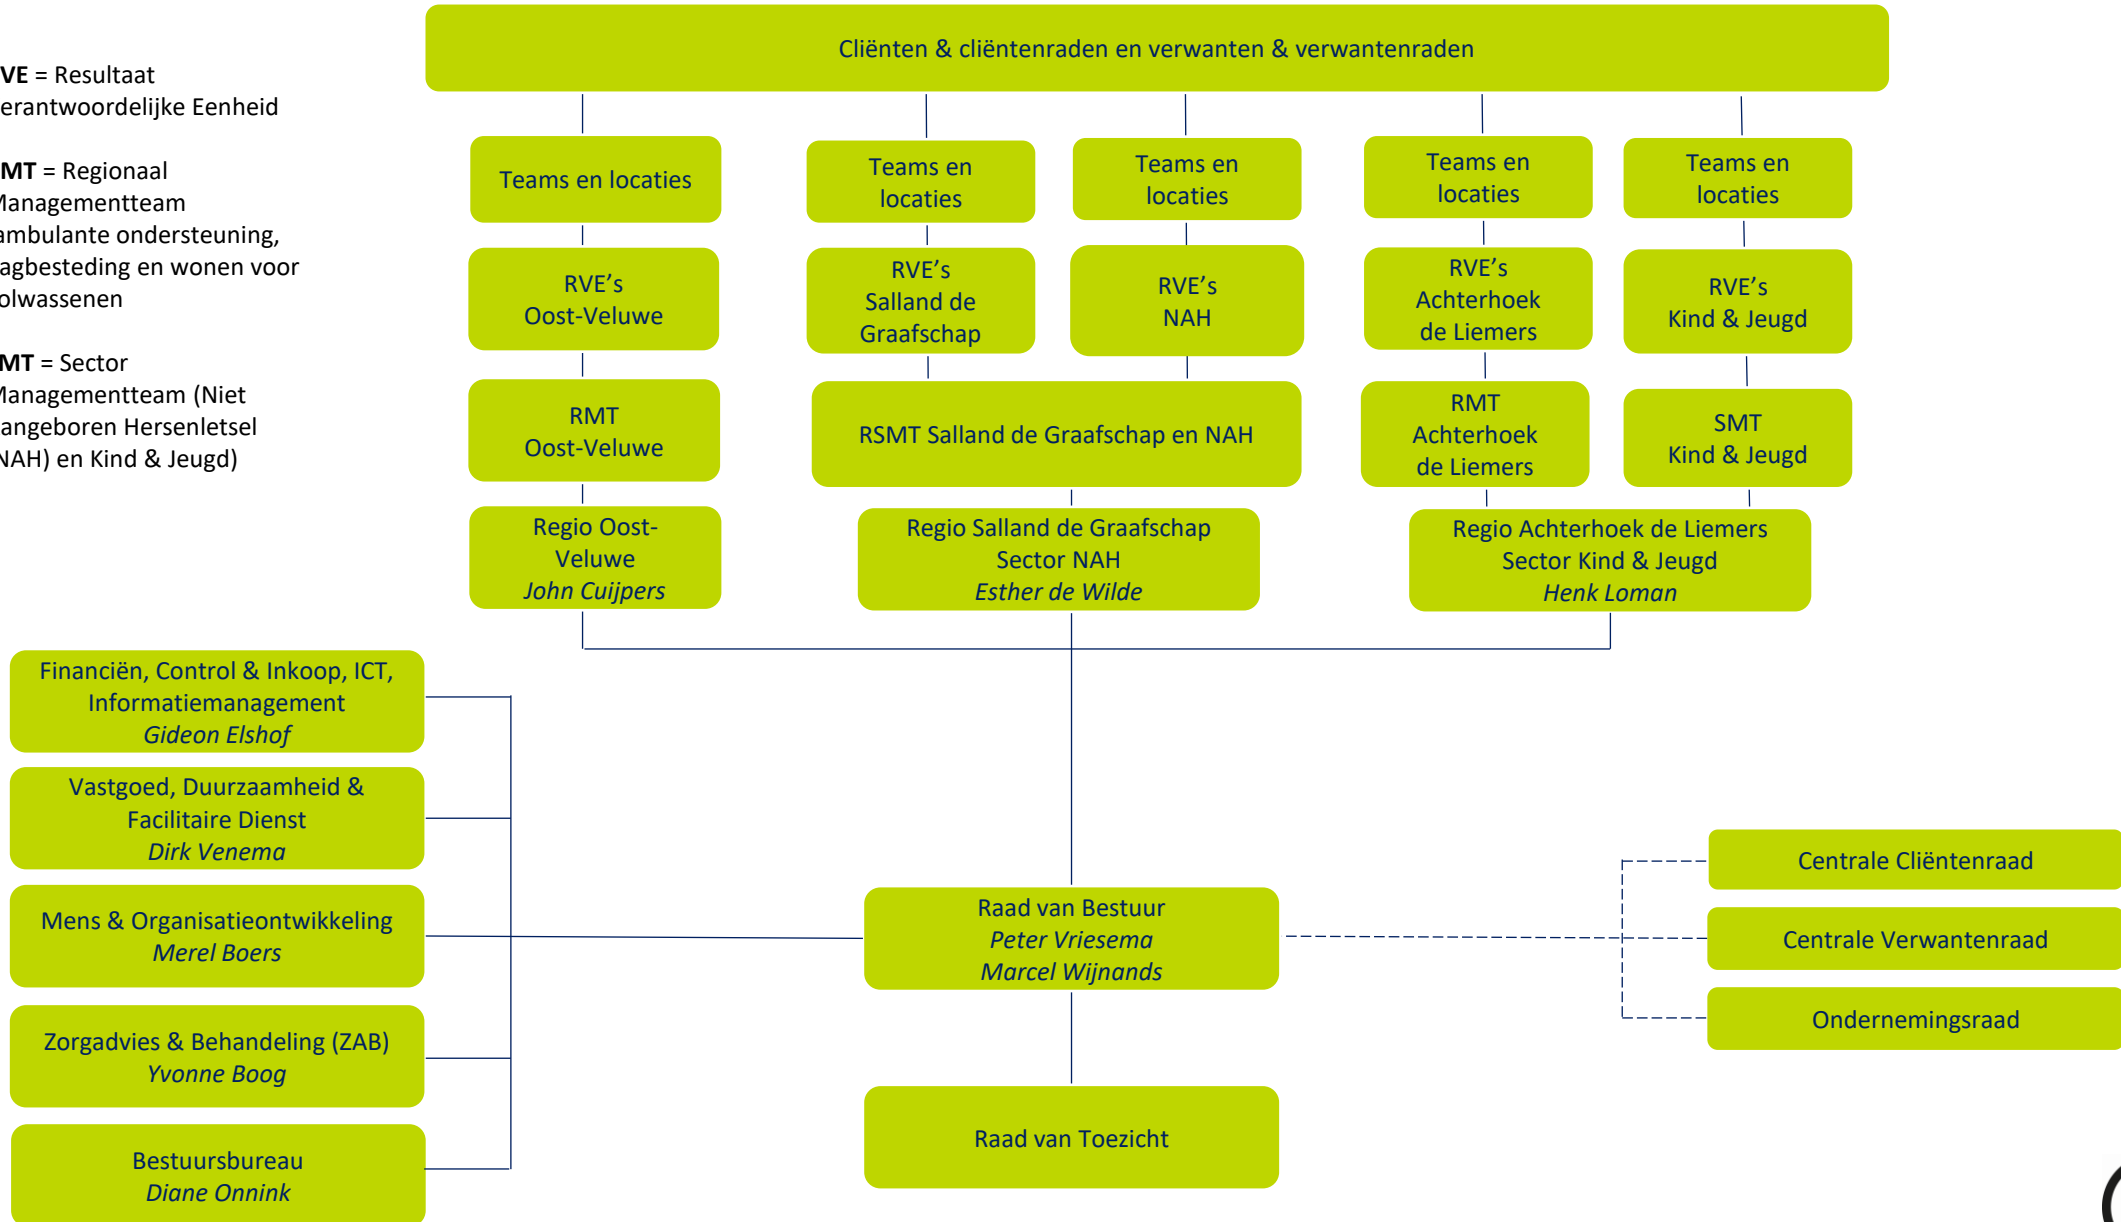 Cliënten & cliëntenraden en verwanten & verwantenraden
VE = Resultaat
erantwoordelijke Eenheid
MT = Regionaal
Managementteam
ambulante ondersteuning,
agbesteding en wonen voor
olwassenen
MT = Sector
Managementteam (Niet
angeboren Hersenletsel
NAH) en Kind & Jeugd)
Teams en locaties
Teams en
locaties
Teams en
locaties
Teams en
locaties
Teams en
locaties
RVE’s
Oost-Veluwe
RVE’s
Salland de
Graafschap
RVE’s
NAH
RVE’s
Achterhoek
de Liemers
RVE’s
Kind & Jeugd
RMT
Oost-Veluwe
RSMT Salland de Graafschap en NAH
RMT
Achterhoek
de Liemers
SMT
Kind & Jeugd
Regio Oost-
Veluwe
John Cuijpers
Regio Salland de Graafschap
Sector NAH
Esther de Wilde
Regio Achterhoek de Liemers
Sector Kind & Jeugd
Henk Loman
Financiën, Control & Inkoop, ICT,
Informatiemanagement
Gideon Elshof
Vastgoed, Duurzaamheid &
Facilitaire Dienst
Dirk Venema
Mens & Organisatieontwikkeling
Merel Boers
Zorgadvies & Behandeling (ZAB)
Yvonne Boog
Bestuursbureau
Diane Onnink
Raad van Bestuur
Peter Vriesema
Marcel Wijnands
Raad van Toezicht
Centrale Cliëntenraad
Centrale Verwantenraad
Ondernemingsraad